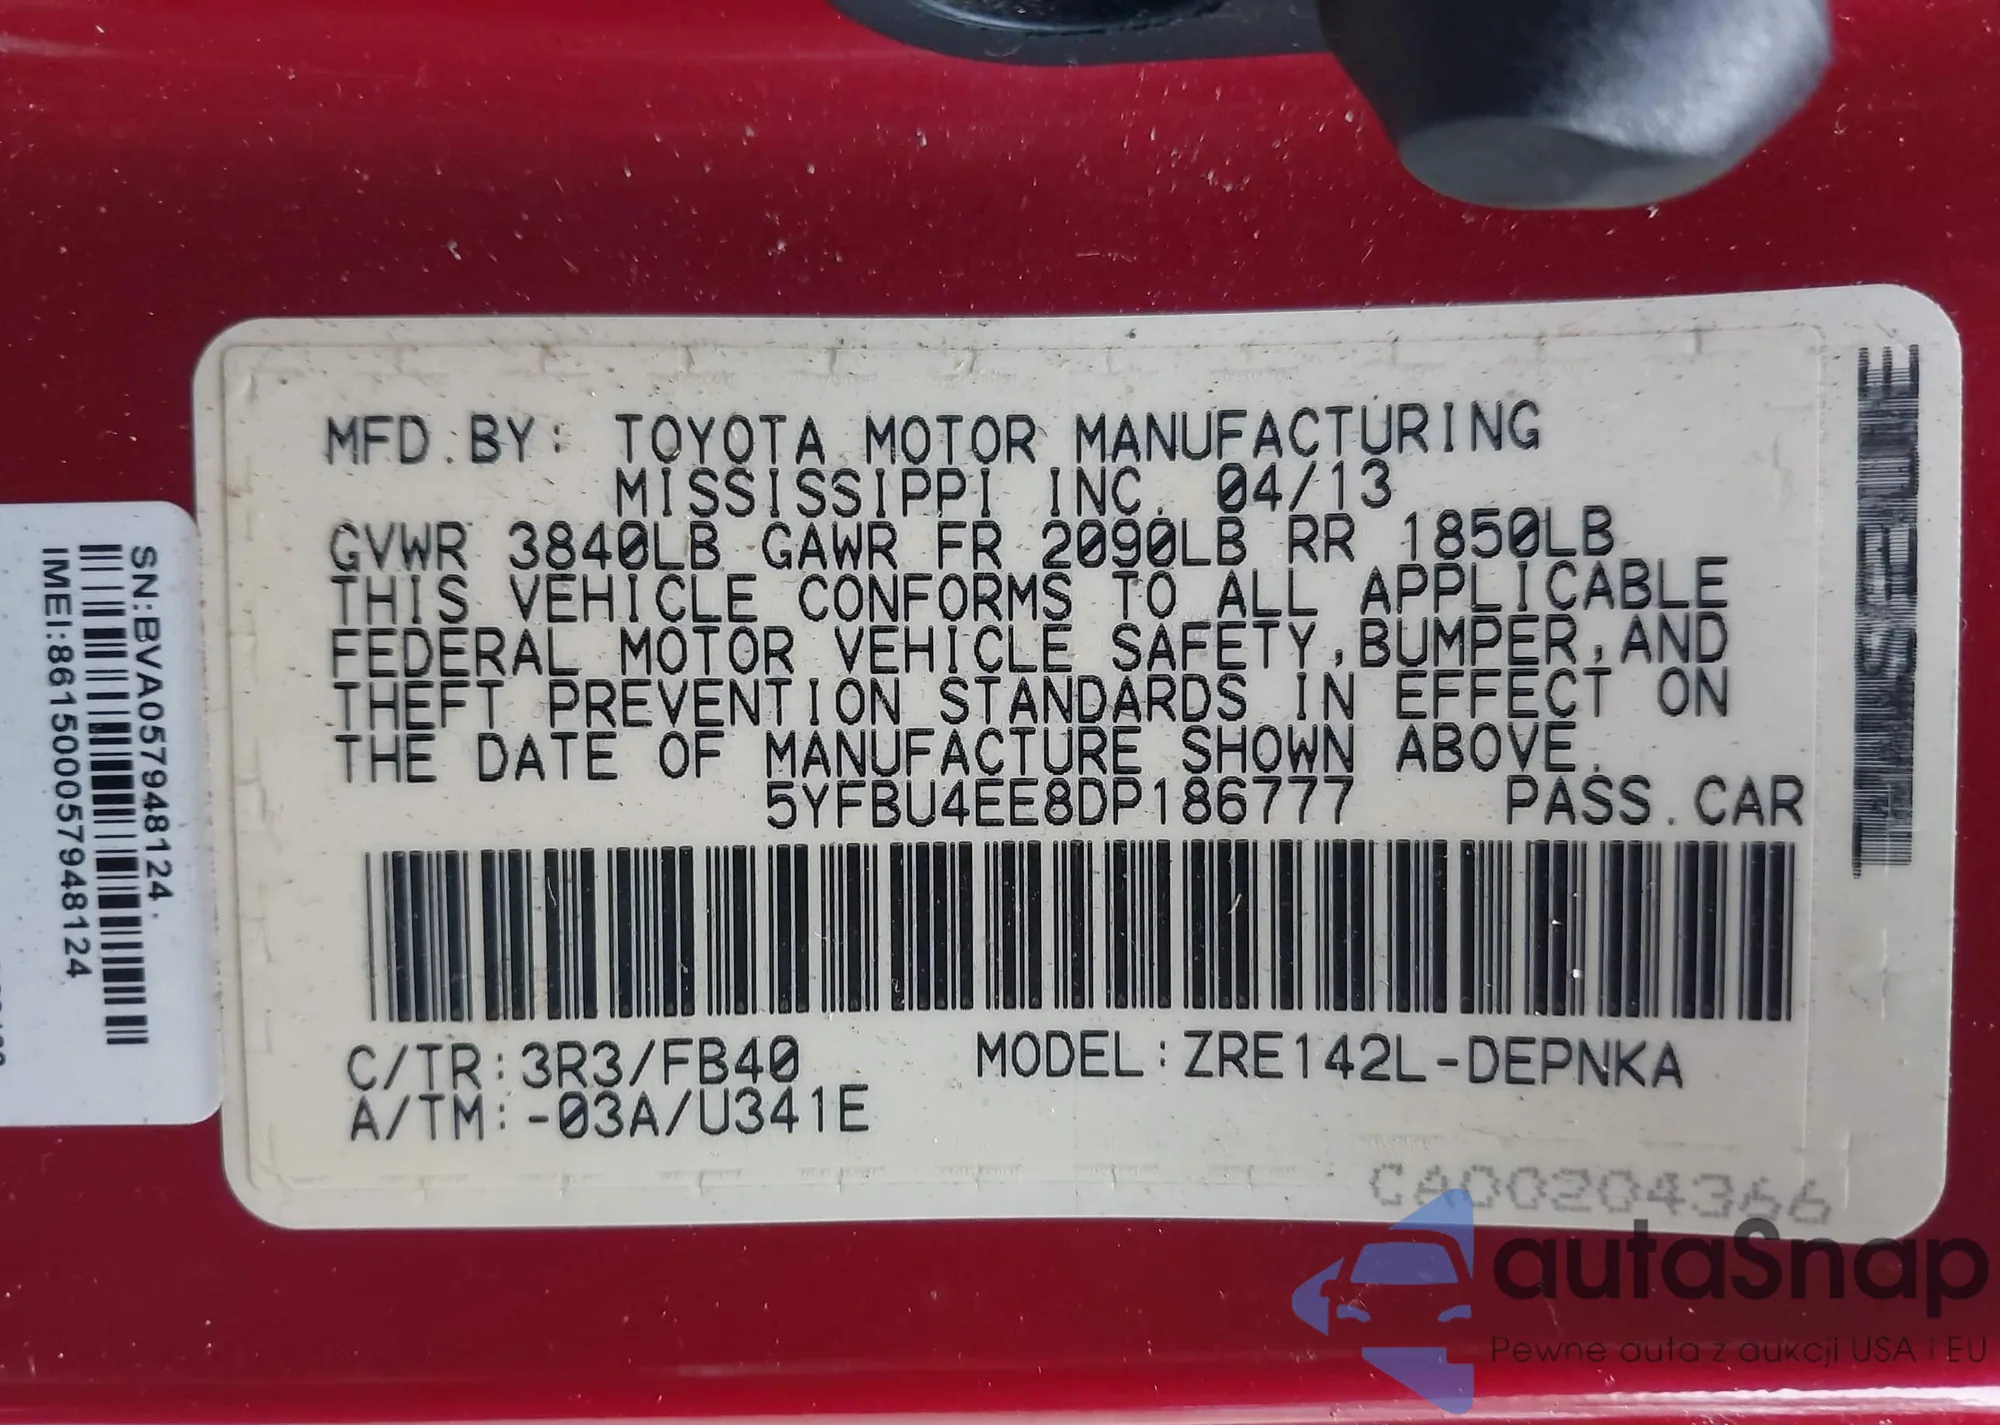 MFD.BY: TOYOTA MOTOR MANUFACTURING
MISSISSIPPI INC. 04/13
GVWR 3840LB GAWR FR 2090LB RR 1850LB
THIS VEHICLE CONFORMS TO ALL APPLICABLE
FEDERAL MOTOR VEHICLE SAFETY,BUMPER,AND
THEFT PREVENTION STANDARDS IN EFFECT ON
THE DATE OF MANUFACTURE SHOWN ABOVE.
5YFBU4EE8DP186777 PASS.CAR
C/TR:3R3/FB40 MODEL:ZRE142L-DEPNKA
A/TM:-03A/U341E
CA00204366
SN:BVA057948124.
IMEI:861500057948124
autaSnap
Pewne auta z aukcji USA i EU